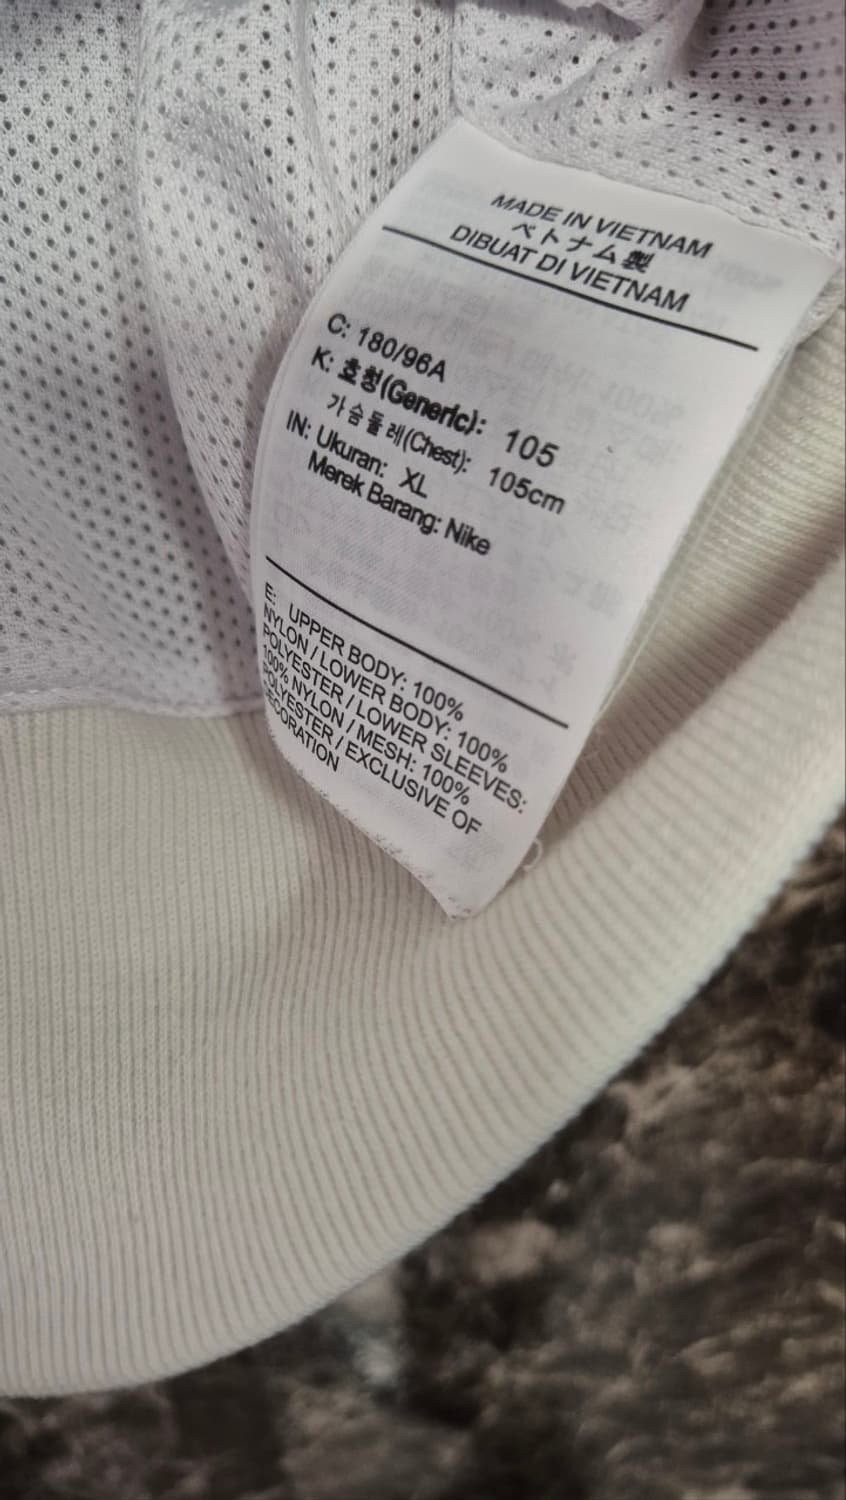 MADE IN VIETNAM
ベトナム製
DIBUAT DI VIETNAM
C: 180/96A
K: 호칭(Generic): 105
가슴둘레(Chest): 105cm
IN: Ukuran: XL
Merek Barang: Nike
E: UPPER BODY: 100%
NYLON / LOWER BODY: 100%
POLYESTER / LOWER SLEEVES:
100% NYLON / MESH: 100%
POLYESTER / EXCLUSIVE OF
DECORATION